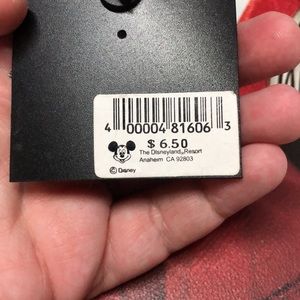 4 00004 81606 3
$ 6.50
The Disneyland Resort
Anaheim CA 92803
© Disney